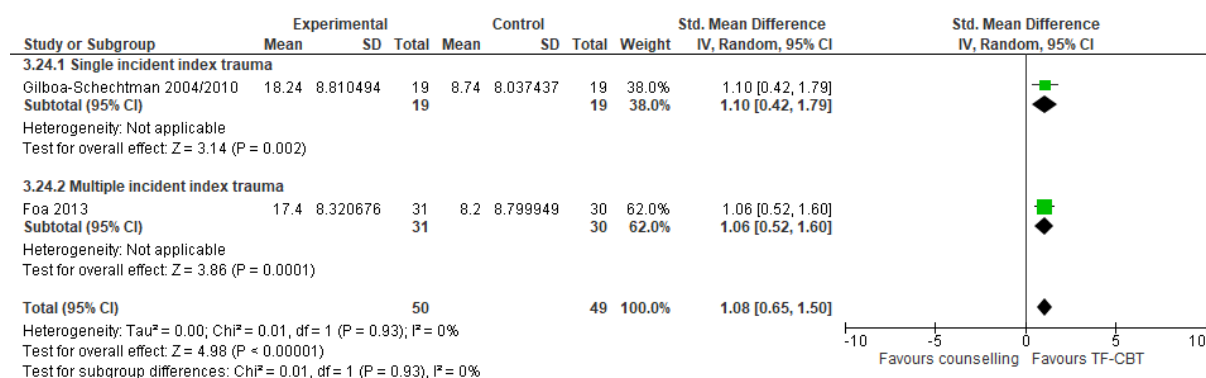 Experimental Control Std. Mean Difference Std. Mean Difference
Study or Subgroup Mean SD Total Mean SD Total Weight IV, Random, 95% CI IV, Random, 95% CI
3.24.1 Single incident index trauma
Gilboa-Schechtman 2004/2010 18.24 8.810494 19 8.74 8.037437 19 38.0% 1.10 [0.42, 1.79]
Subtotal (95% CI) 19 19 38.0% 1.10 [0.42, 1.79]
Heterogeneity: Not applicable
Test for overall effect: Z = 3.14 (P = 0.002)
3.24.2 Multiple incident index trauma
Foa 2013 17.4 8.320676 31 8.2 8.799949 30 62.0% 1.06 [0.52, 1.60]
Subtotal (95% CI) 31 30 62.0% 1.06 [0.52, 1.60]
Heterogeneity: Not applicable
Test for overall effect: Z = 3.86 (P = 0.0001)
Total (95% CI) 50 49 100.0% 1.08 [0.65, 1.50]
Heterogeneity: Tau² = 0.00; Chi² = 0.01, df = 1 (P = 0.93); I² = 0%
Test for overall effect: Z = 4.98 (P < 0.00001)
Test for subgroup differences: Chi² = 0.01, df = 1 (P = 0.93), I² = 0%
-10 -5 0 5 10
Favours counselling Favours TF-CBT